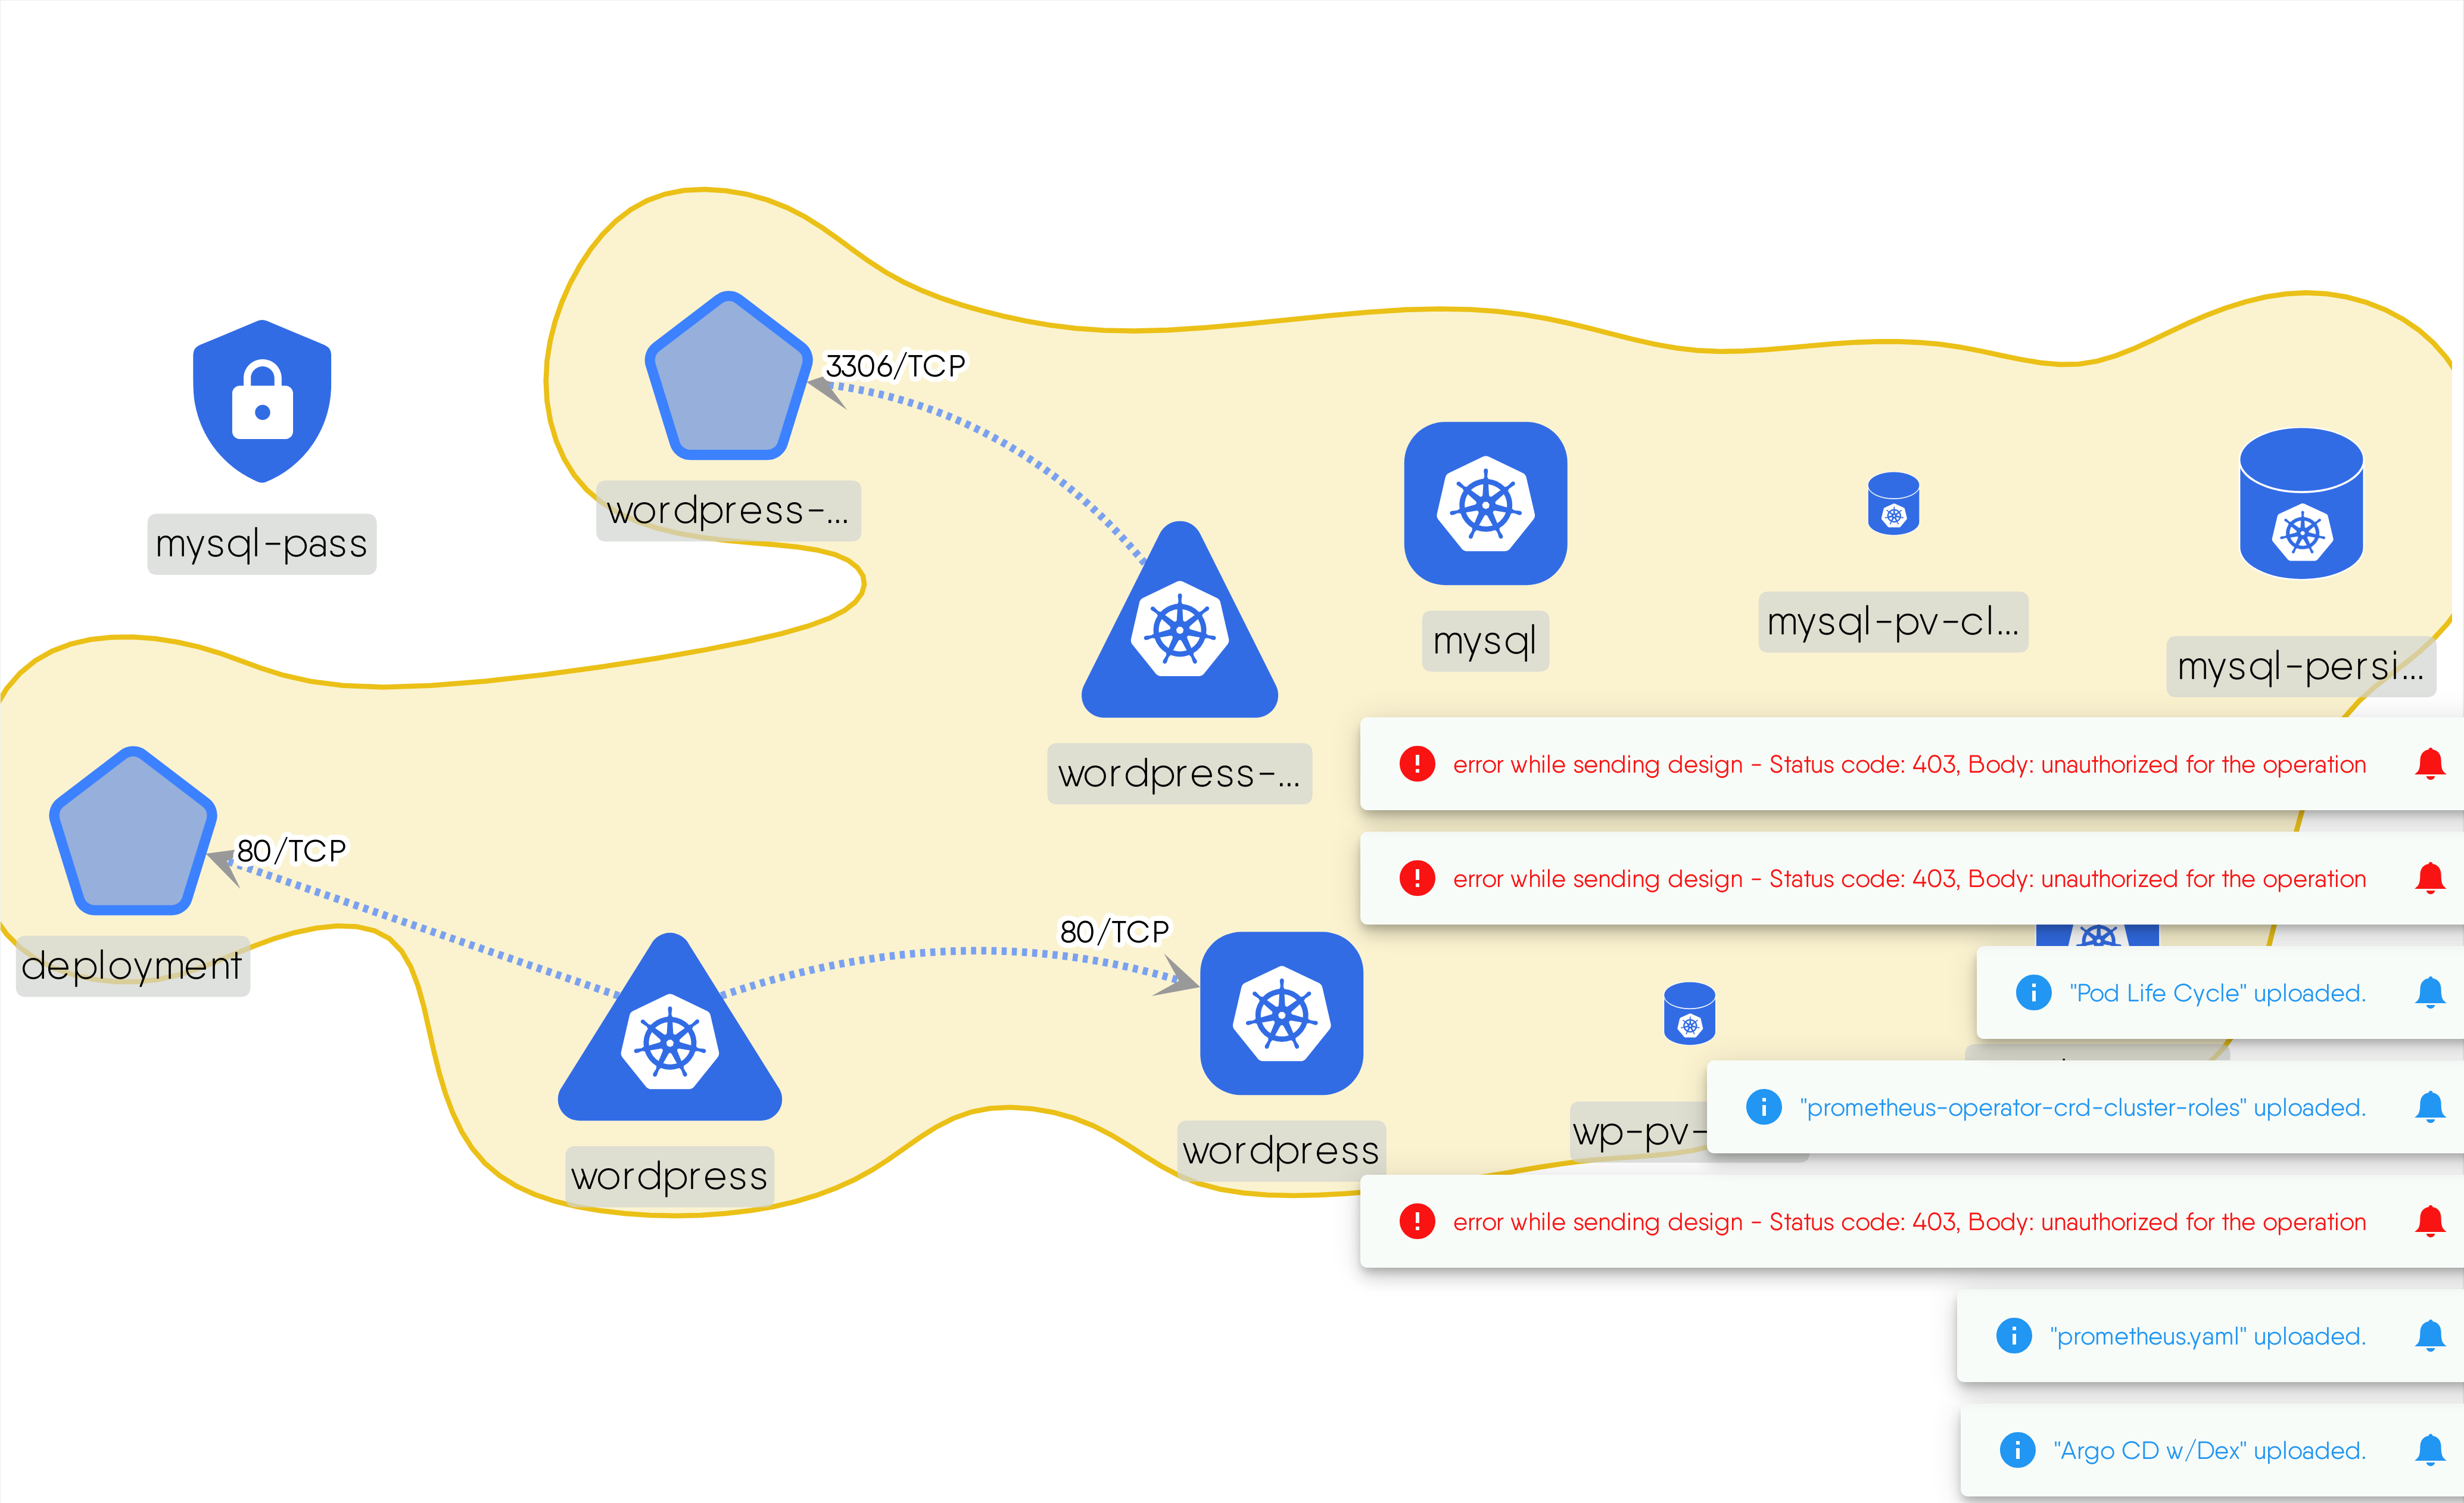 3306/TCP
wordpress-...
mysql-pass
mysql
mysql-pv-cl...
mysql-persi...
wordpress-...
error while sending design - Status code: 403, Body: unauthorized for the operation
80/TCP
error while sending design - Status code: 403, Body: unauthorized for the operation
80/TCP
deployment
"Pod Life Cycle" uploaded.
"prometheus-operator-crd-cluster-roles" uploaded.
wp-pv-
wordpress
wordpress
error while sending design - Status code: 403, Body: unauthorized for the operation
"prometheus.yaml" uploaded.
"Argo CD w/Dex" uploaded.